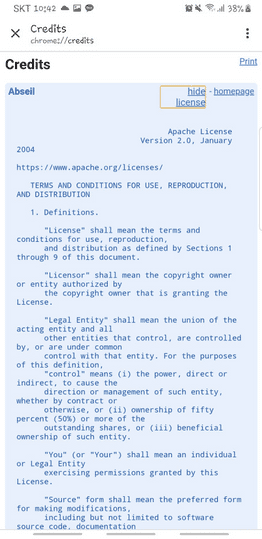 SKT 10:42 38%
Credits
chrome://credits
Credits
Print
Abseil
hide license - homepage
Apache License
Version 2.0, January
2004
https://www.apache.org/licenses/
TERMS AND CONDITIONS FOR USE, REPRODUCTION,
AND DISTRIBUTION
1. Definitions.
"License" shall mean the terms and
conditions for use, reproduction,
and distribution as defined by Sections 1
through 9 of this document.
"Licensor" shall mean the copyright owner
or entity authorized by
the copyright owner that is granting the
License.
"Legal Entity" shall mean the union of the
acting entity and all
other entities that control, are controlled
by, or are under common
control with that entity. For the purposes
of this definition,
"control" means (i) the power, direct or
indirect, to cause the
direction or management of such entity,
whether by contract or
otherwise, or (ii) ownership of fifty
percent (50%) or more of the
outstanding shares, or (iii) beneficial
ownership of such entity.
"You" (or "Your") shall mean an individual
or Legal Entity
exercising permissions granted by this
License.
"Source" form shall mean the preferred form
for making modifications,
including but not limited to software
source code, documentation